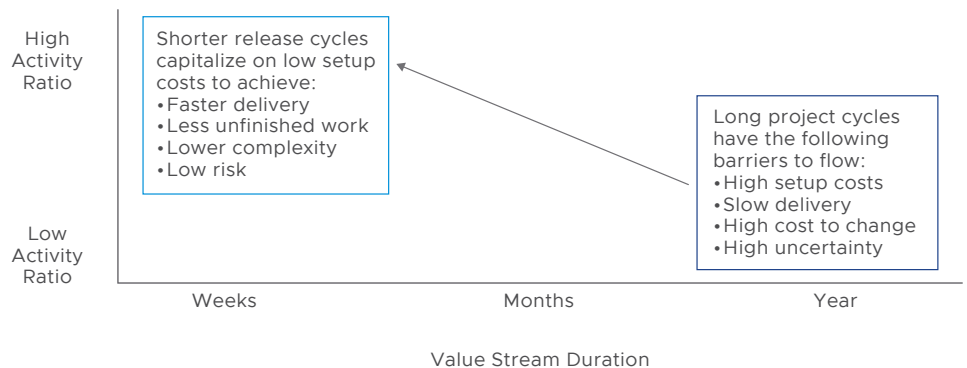 High
Activity
Ratio
Shorter release cycles
capitalize on low setup
costs to achieve:
•Faster delivery
•Less unfinished work
•Lower complexity
•Low risk
Long project cycles
have the following
barriers to flow:
•High setup costs
•Slow delivery
•High cost to change
•High uncertainty
Low
Activity
Ratio
Weeks
Months
Year
Value Stream Duration